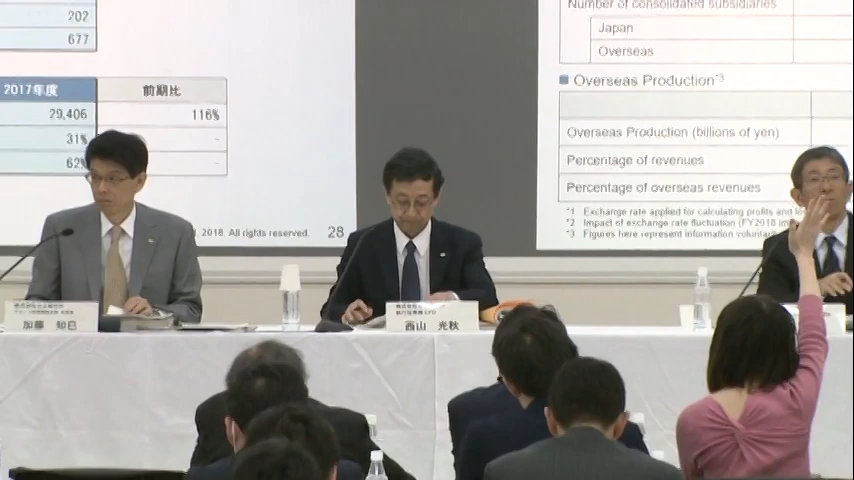 202
677
2017年度 前期比
29,406 116%
31% -
62% -
2018. All rights reserved. 28
Number of consolidated subsidiaries
Japan
Overseas
Overseas Production*3
Overseas Production (billions of yen)
Percentage of revenues
Percentage of overseas revenues
*1 Exchange rate applied for calculating profits and
*2 Impact of exchange rate fluctuation (FY2018
*3 Figures here represent information
加藤 知巳
西山 光秋